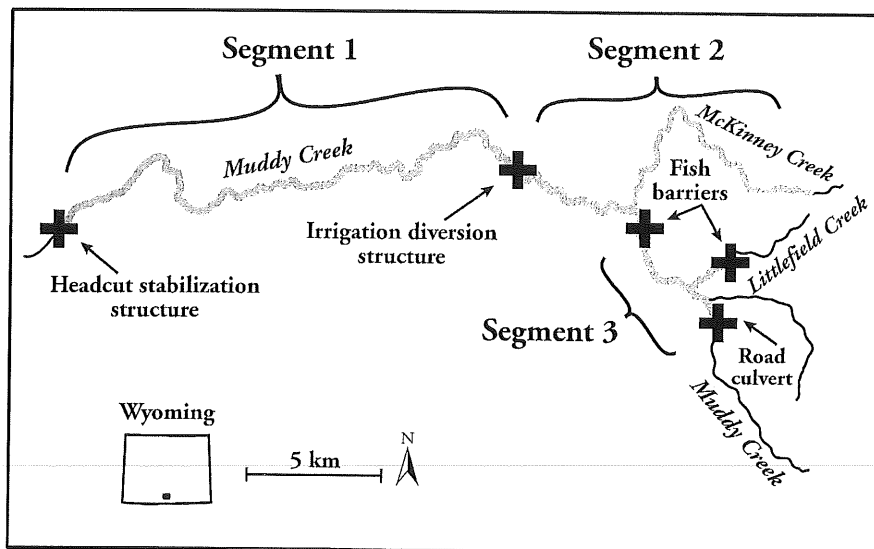 Segment 1
Segment 2
Muddy Creek
McKinney Creek
Fish
barriers
Irrigation diversion
structure
Littlefield Creek
Headcut stabilization
structure
Segment 3
Road
culvert
Muddy Creek
Wyoming
5 km
N